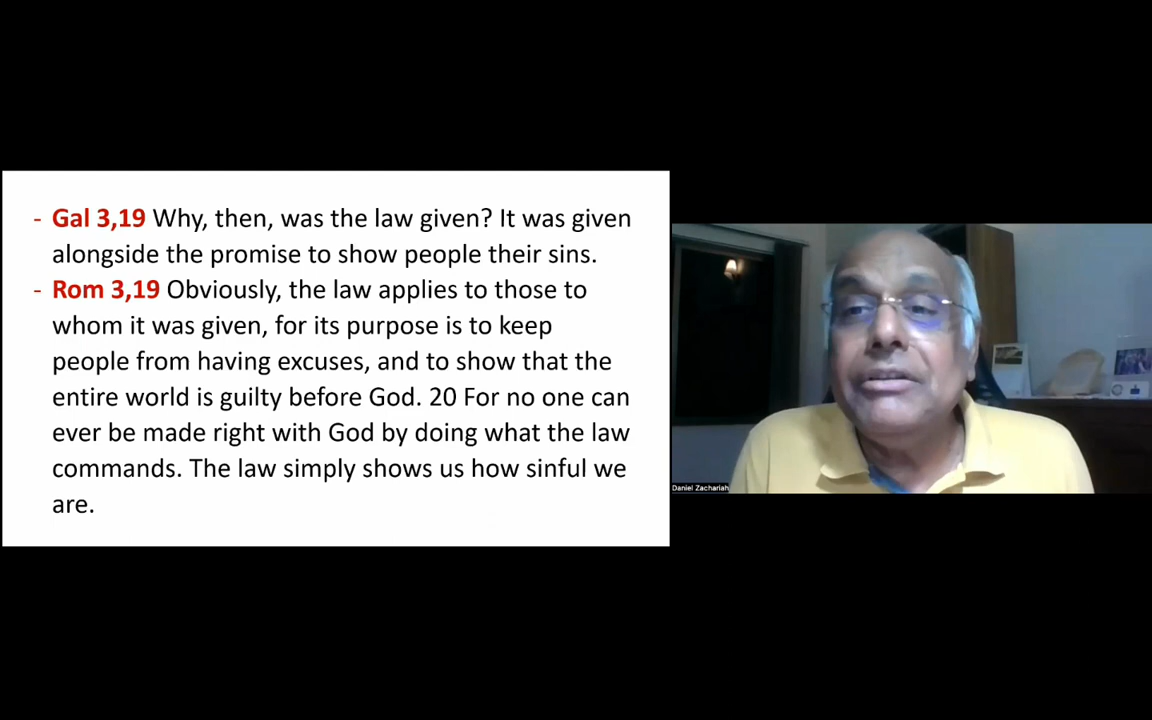 - Gal 3,19 Why, then, was the law given? It was given
alongside the promise to show people their sins.
- Rom 3,19 Obviously, the law applies to those to
whom it was given, for its purpose is to keep
people from having excuses, and to show that the
entire world is guilty before God. 20 For no one can
ever be made right with God by doing what the law
commands. The law simply shows us how sinful we
are.
Daniel Zachariah